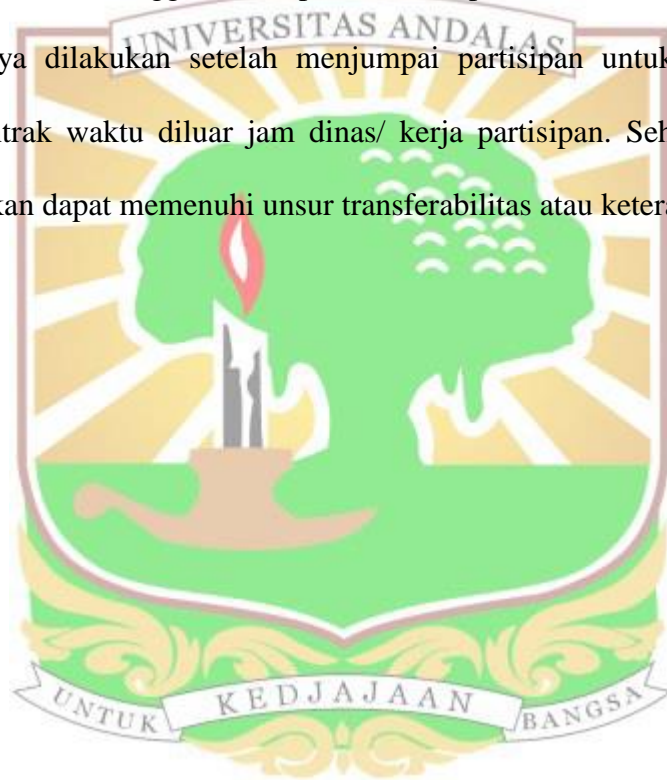 UNIVERSITAS ANDALAS
ya dilakukan setelah menjumpai partisipan untuk
trak waktu diluar jam dinas/ kerja partisipan. Seh
kan dapat memenuhi unsur transferabilitas atau ketera
UNTUK KEDJAJAAN BANGSA